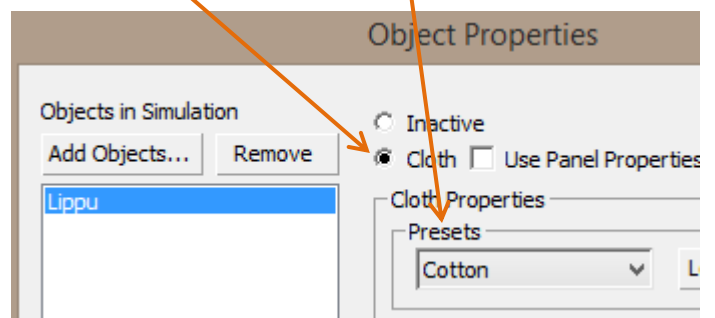 Object Properties
Objects in Simulation
Inactive
Add Objects... Remove
Cloth Use Panel Properties
Lippu
Cloth Properties
Presets
Cotton